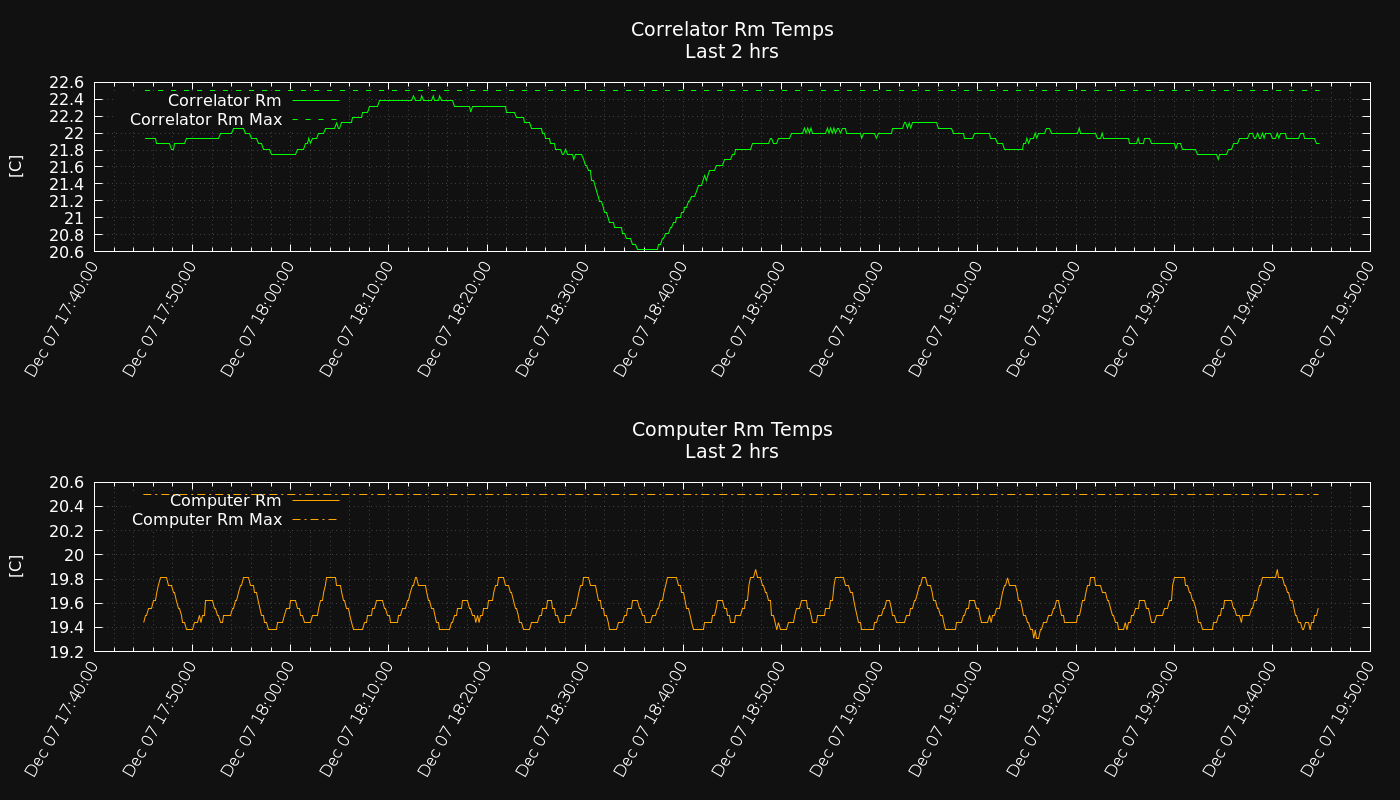 Correlator Rm Temps
Last 2 hrs
[C]
22.6
22.4
22.2
22
21.8
21.6
21.4
21.2
21
20.8
20.6
Correlator Rm
Correlator Rm Max
Dec 07 17:40:00
Dec 07 17:50:00
Dec 07 18:00:00
Dec 07 18:10:00
Dec 07 18:20:00
Dec 07 18:30:00
Dec 07 18:40:00
Dec 07 18:50:00
Dec 07 19:00:00
Dec 07 19:10:00
Dec 07 19:20:00
Dec 07 19:30:00
Dec 07 19:40:00
Dec 07 19:50:00
Computer Rm Temps
Last 2 hrs
[C]
20.6
20.4
20.2
20
19.8
19.6
19.4
19.2
Computer Rm
Computer Rm Max
Dec 07 17:40:00
Dec 07 17:50:00
Dec 07 18:00:00
Dec 07 18:10:00
Dec 07 18:20:00
Dec 07 18:30:00
Dec 07 18:40:00
Dec 07 18:50:00
Dec 07 19:00:00
Dec 07 19:10:00
Dec 07 19:20:00
Dec 07 19:30:00
Dec 07 19:40:00
Dec 07 19:50:00